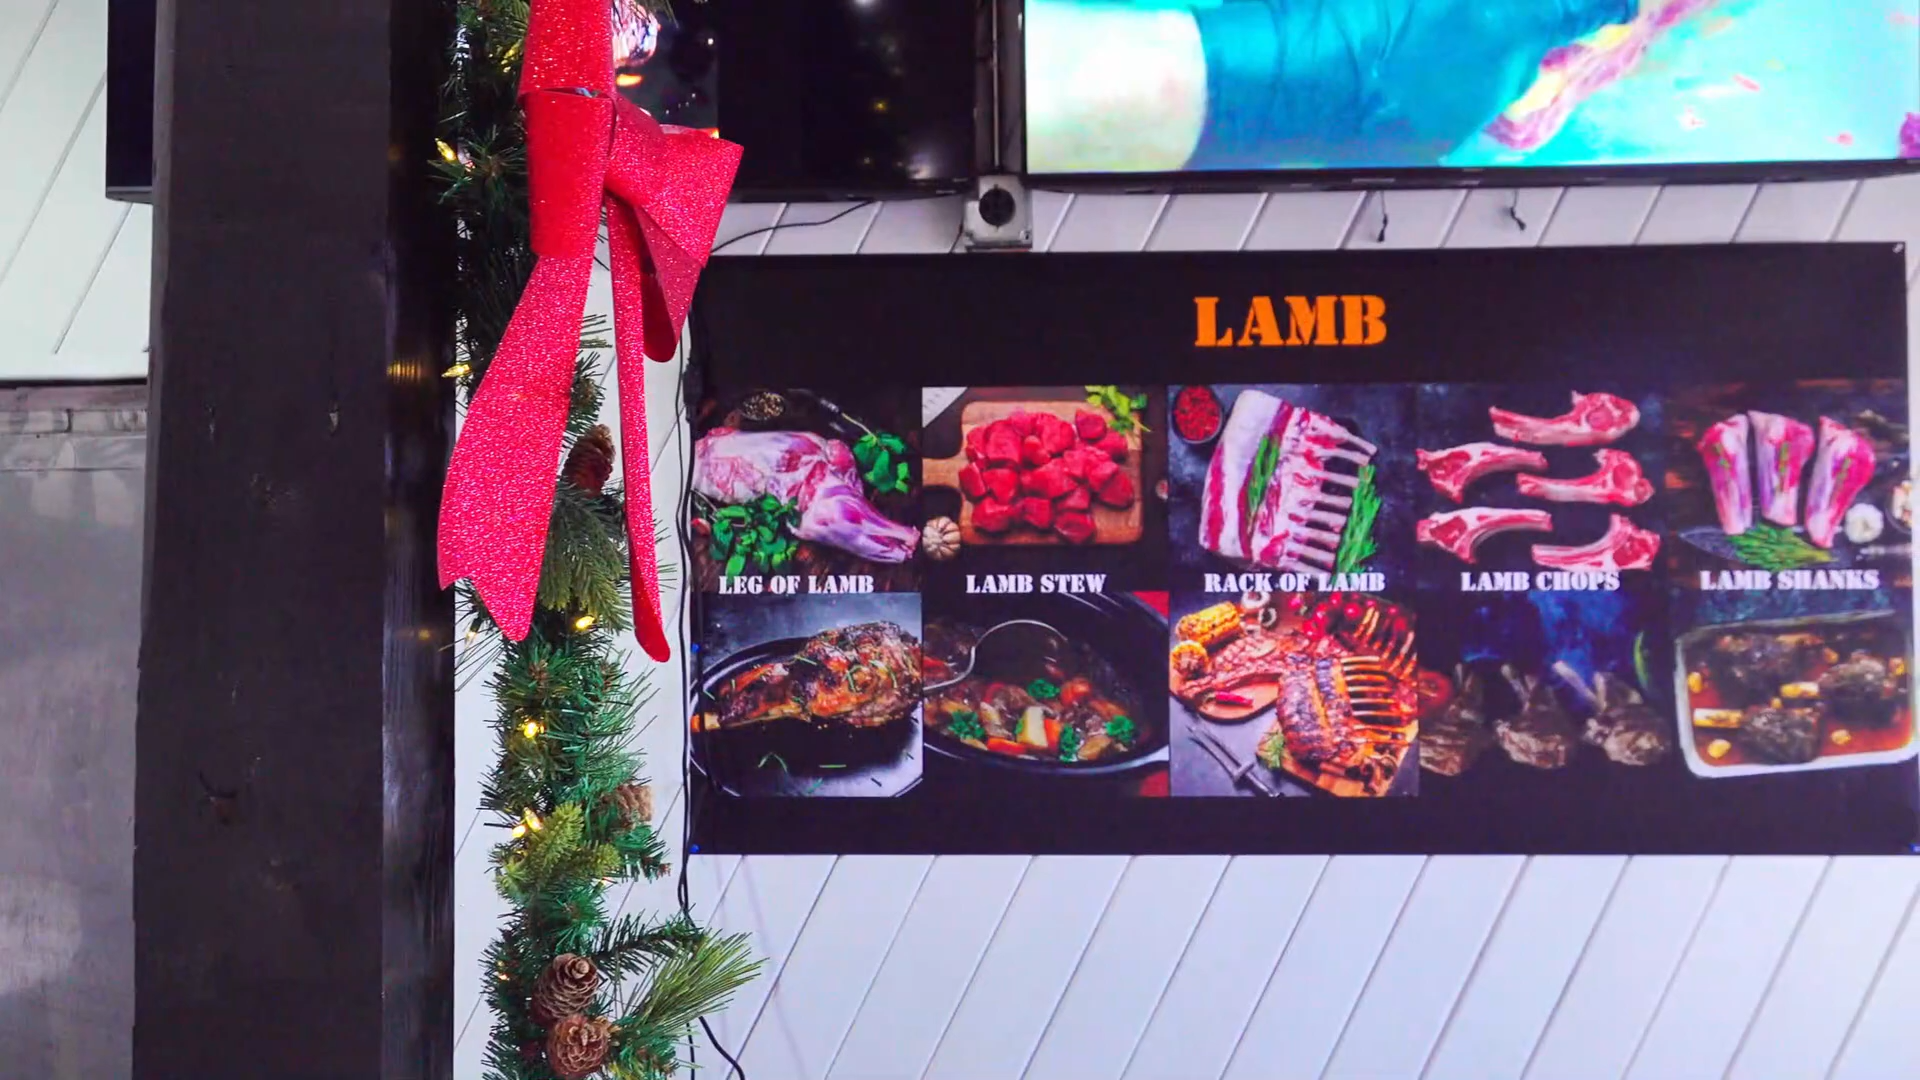 LAMB
LEG OF LAMB
LAMB STEW
RACK OF LAMB
LAMB CHOPS
LAMB SHANKS